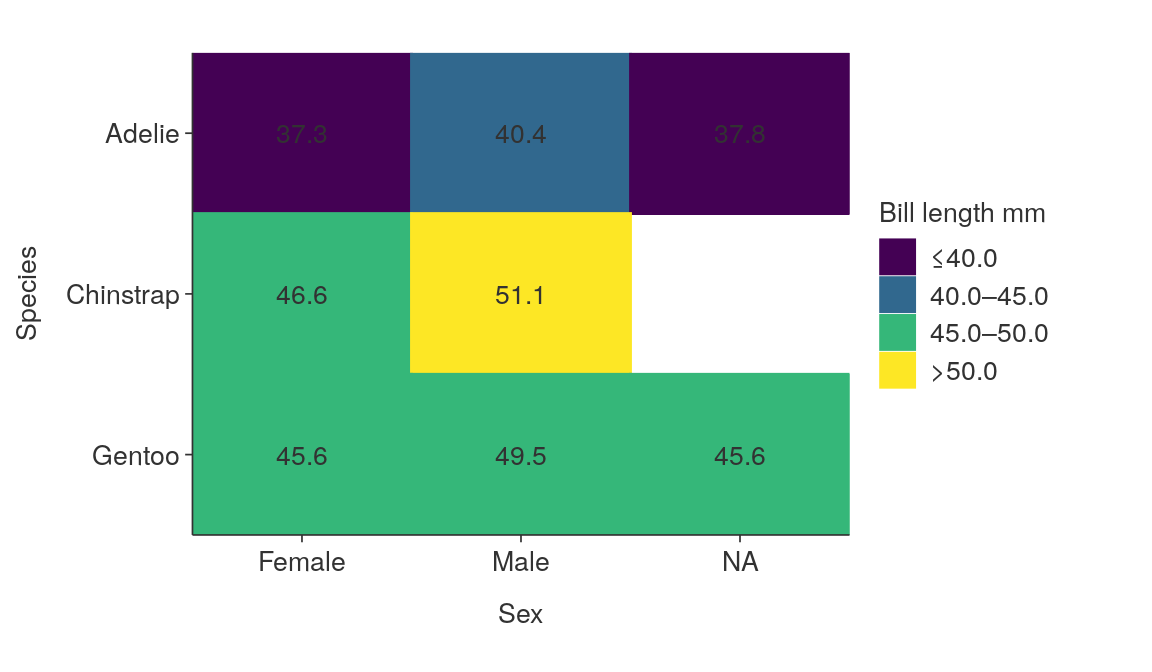 Adelie
37.3
40.4
37.8
Chinstrap
46.6
51.1
Gentoo
45.6
49.5
45.6
Female
Male
NA
Sex
Species
Bill length mm
≤40.0
40.0–45.0
45.0–50.0
>50.0